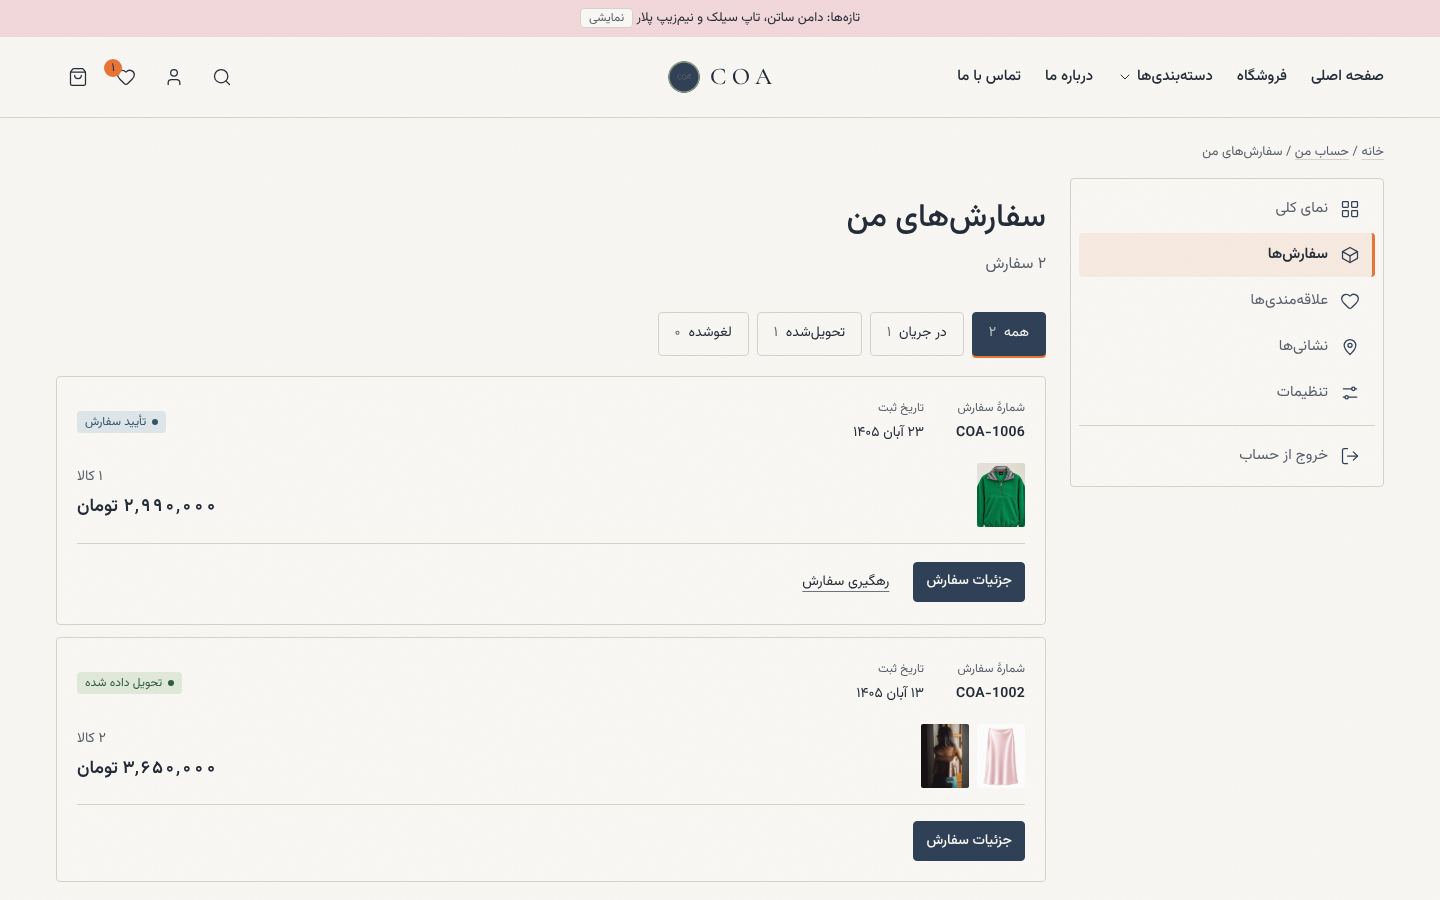 تازه‌ها: دامن ساتن، تاپ سیلک و نیم‌زیپ پلار نمایشی
صفحه اصلی فروشگاه دسته‌بندی‌ها درباره ما تماس با ما
COA
۱
خانه / حساب من / سفارش‌های من
نمای کلی
سفارش‌ها
علاقه‌مندی‌ها
نشانی‌ها
تنظیمات
خروج از حساب
سفارش‌های من
۲ سفارش
همه ۲ در جریان ۱ تحویل‌شده ۱ لغوشده ۰
شمارهٔ سفارش تاریخ ثبت
COA-1006 ۲۳ آبان ۱۴۰۵
تأیید سفارش
۱ کالا
۲,۹۹۰,۰۰۰ تومان
جزئیات سفارش رهگیری سفارش
شمارهٔ سفارش تاریخ ثبت
COA-1002 ۱۳ آبان ۱۴۰۵
تحویل داده شده
۲ کالا
۳,۶۵۰,۰۰۰ تومان
جزئیات سفارش